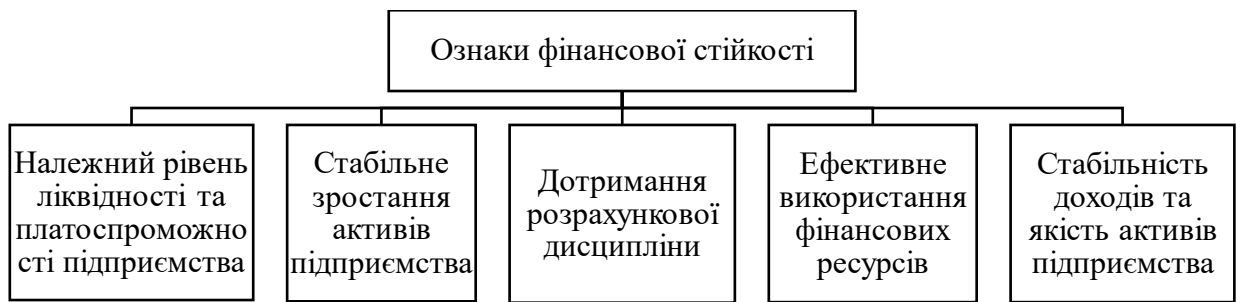 Ознаки фінансової стійкості
Належний рівень
ліквідності та
платоспроможно
сті підприємства
Стабільне
зростання
активів
підприємства
Дотримання
розрахункової
дисципліни
Ефективне
використання
фінансових
ресурсів
Стабільність
доходів та
якість активів
підприємства